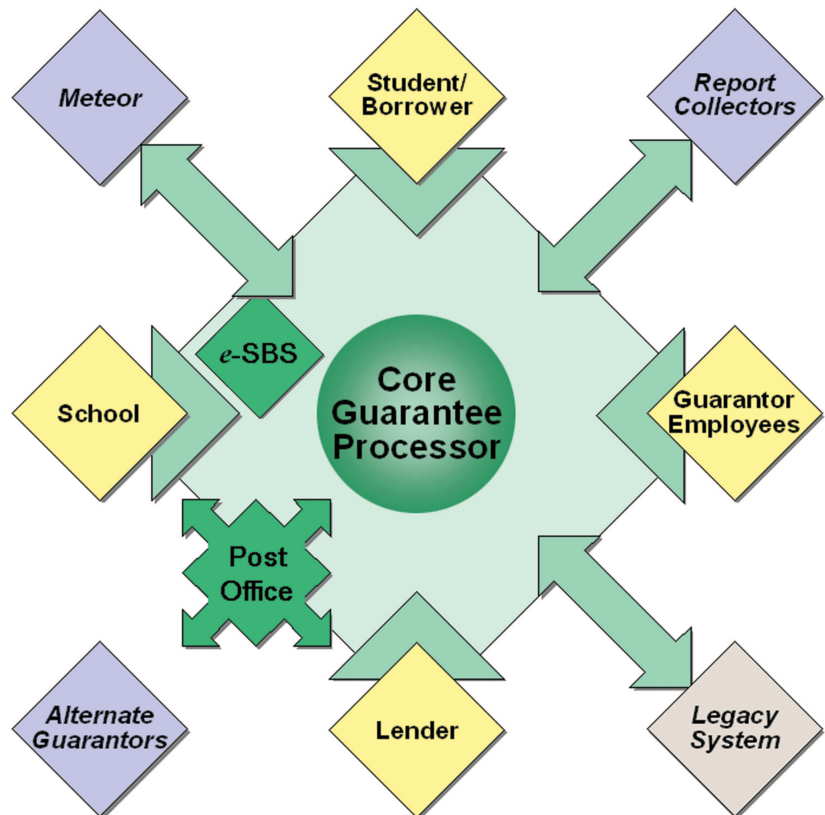 Meteor
Student/
Borrower
Report
Collectors
e-SBS
School
Core
Guarantee
Processor
Guarantor
Employees
Post
Office
Alternate
Guarantors
Lender
Legacy
System